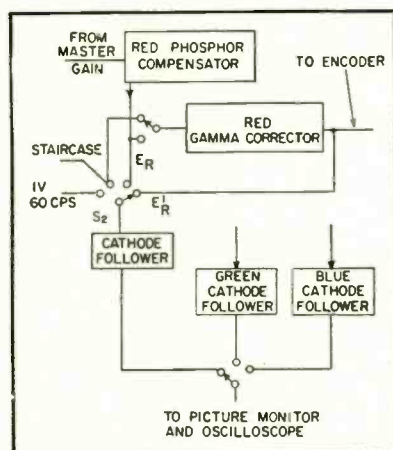 FROM
MASTER
GAIN
RED PHOSPHOR
COMPENSATOR
TO ENCODER
RED
GAMMA CORRECTOR
STAIRCASE
E_R
1V
60 CPS
S_2
E'_R
CATHODE
FOLLOWER
GREEN
CATHODE
FOLLOWER
BLUE
CATHODE
FOLLOWER
TO PICTURE MONITOR
AND OSCILLOSCOPE